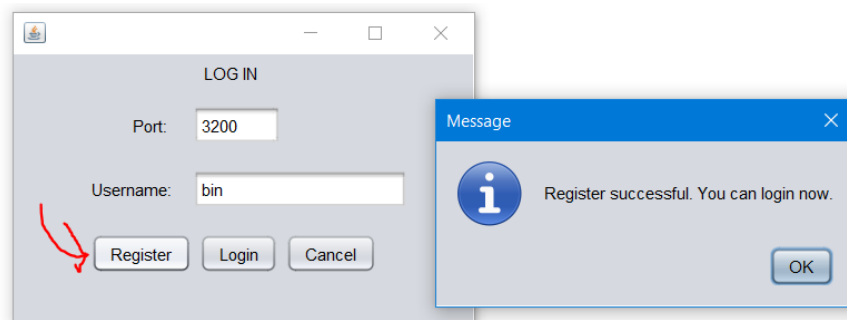 LOG IN
Port: 3200
Username: bin
Register Login Cancel
Message
Register successful. You can login now.
OK